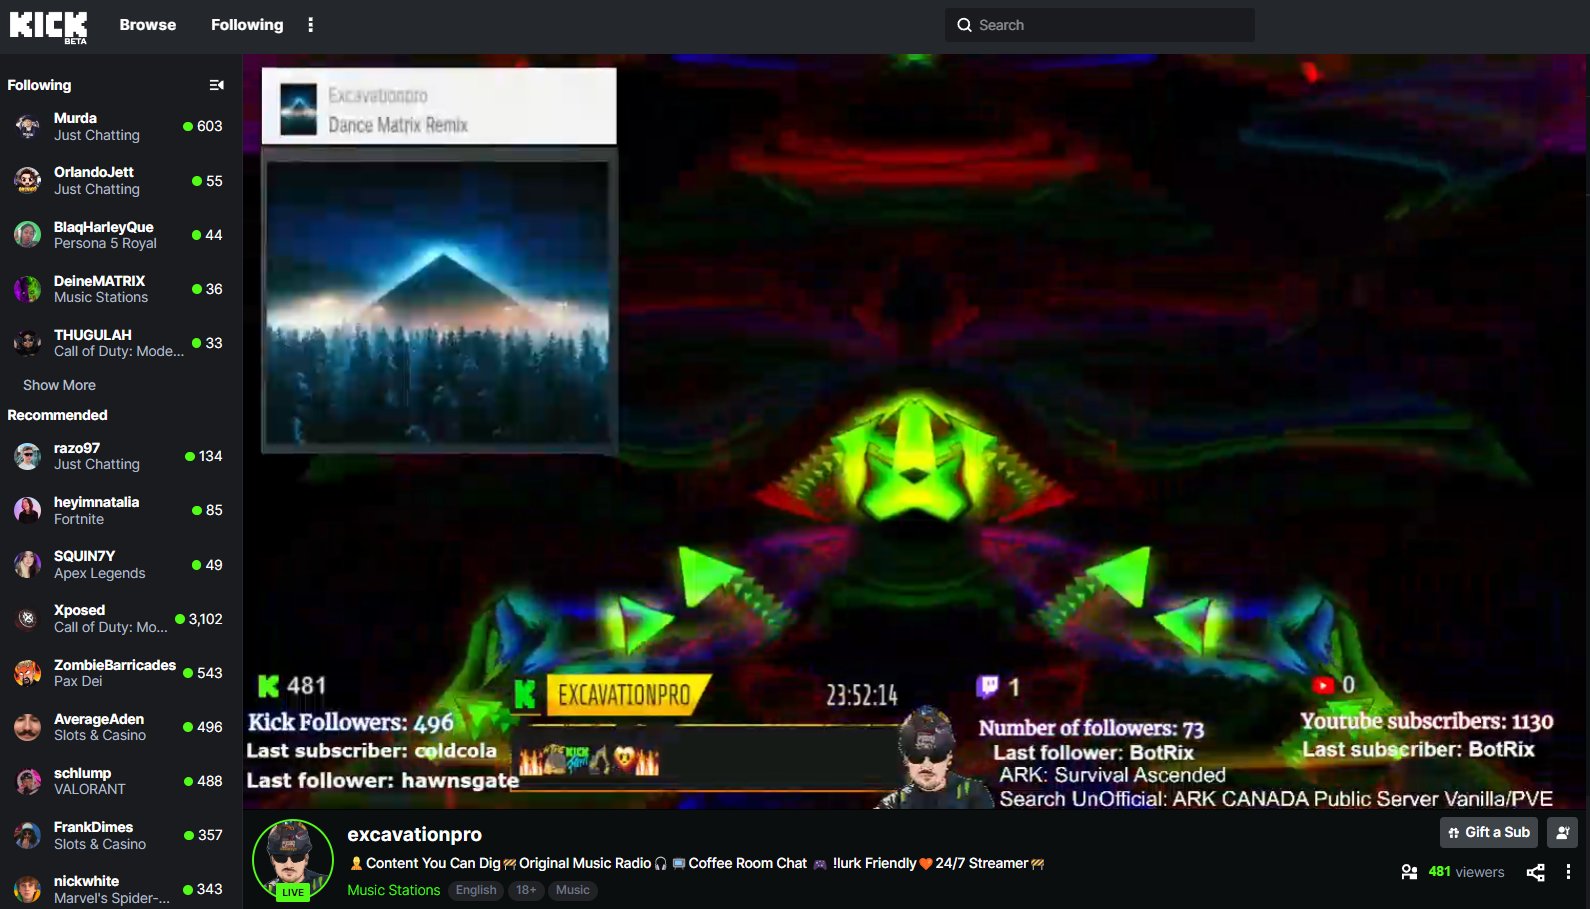 KICK
BETA
Browse
Following
Search
Following
Murda
Just Chatting
603
OrlandoJett
Just Chatting
55
BlaqHarleyQue
Persona 5 Royal
44
DeineMATRIX
Music Stations
36
THUGULAH
Call of Duty: Mode...
33
Show More
Recommended
razo97
Just Chatting
134
heyimnatalia
Fortnite
85
SQUIN7Y
Apex Legends
49
Xposed
Call of Duty: Mo...
3,102
ZombieBarricades
Pax Dei
543
AverageAden
Slots & Casino
496
schlump
VALORANT
488
FrankDimes
Slots & Casino
357
nickwhite
Marvel's Spider-...
343
Excavationpro
Dance Matrix Remix
K 481
Kick Followers: 496
Last subscriber: coldcola
Last follower: hawnsgate
K EXCAVATIONPRO
23:52:14
KICK
1
Number of followers: 73
Last follower: BotRix
ARK: Survival Ascended
Search UnOfficial: ARK CANADA Public Server Vanilla/PVE
0
Youtube subscribers: 1130
Last subscriber: BotRix
LIVE
excavationpro
Content You Can Dig🚧Original Music Radio🎧 Coffee Room Chat 🎮 !lurk Friendly 24/7 Streamer🚧
Music Stations English 18+ Music
Gift a Sub
481 viewers